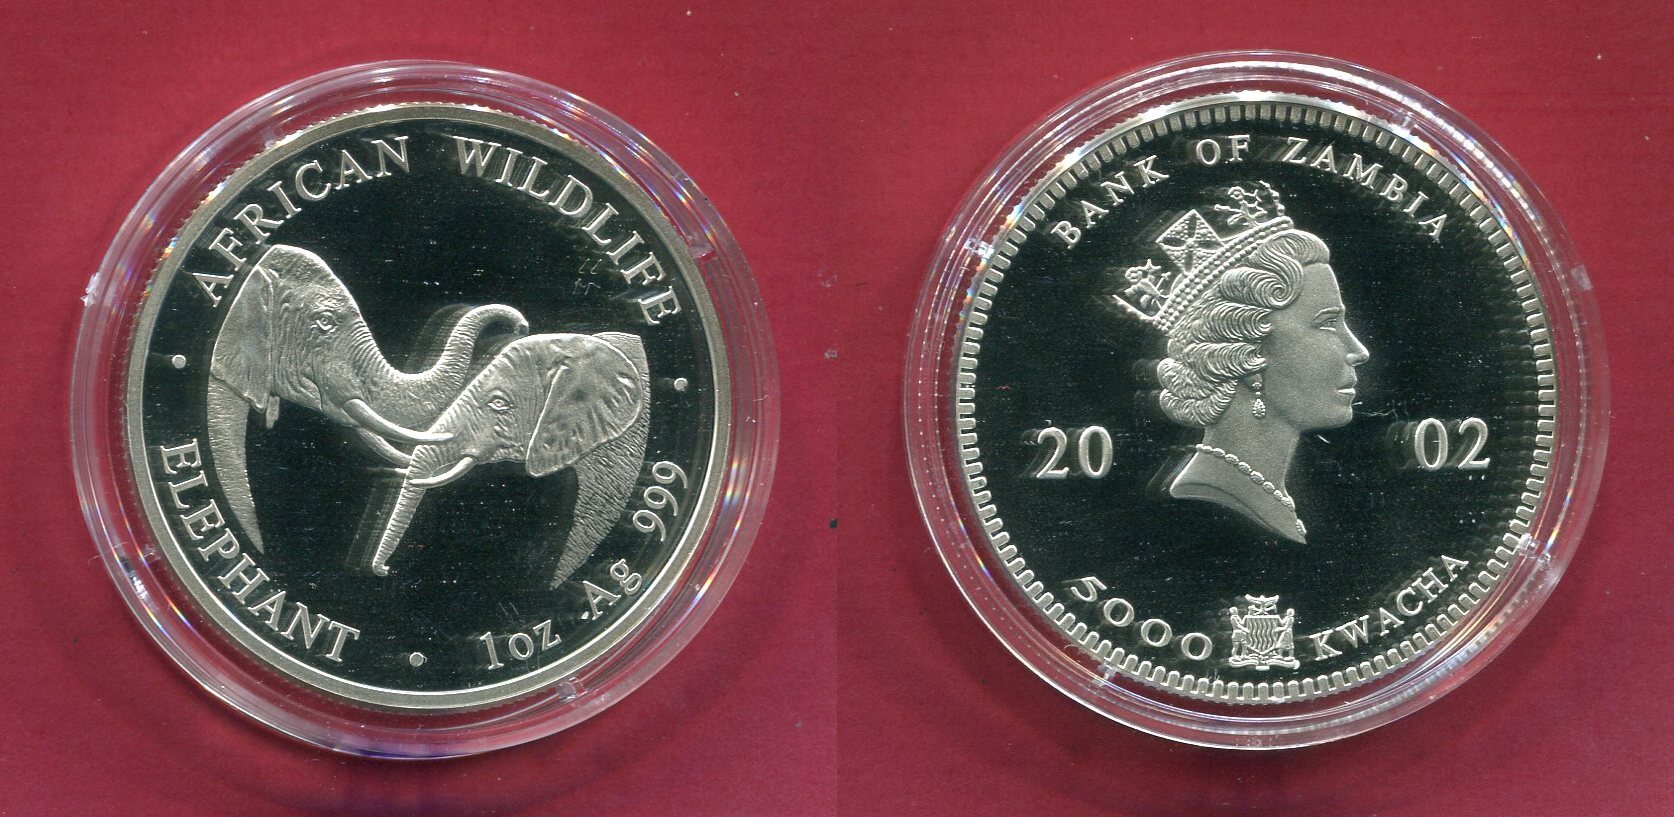 AFRICAN WILDLIFE
ELEPHANT • 1oz Ag 999
BANK OF ZAMBIA
20 02
5000 KWACHA